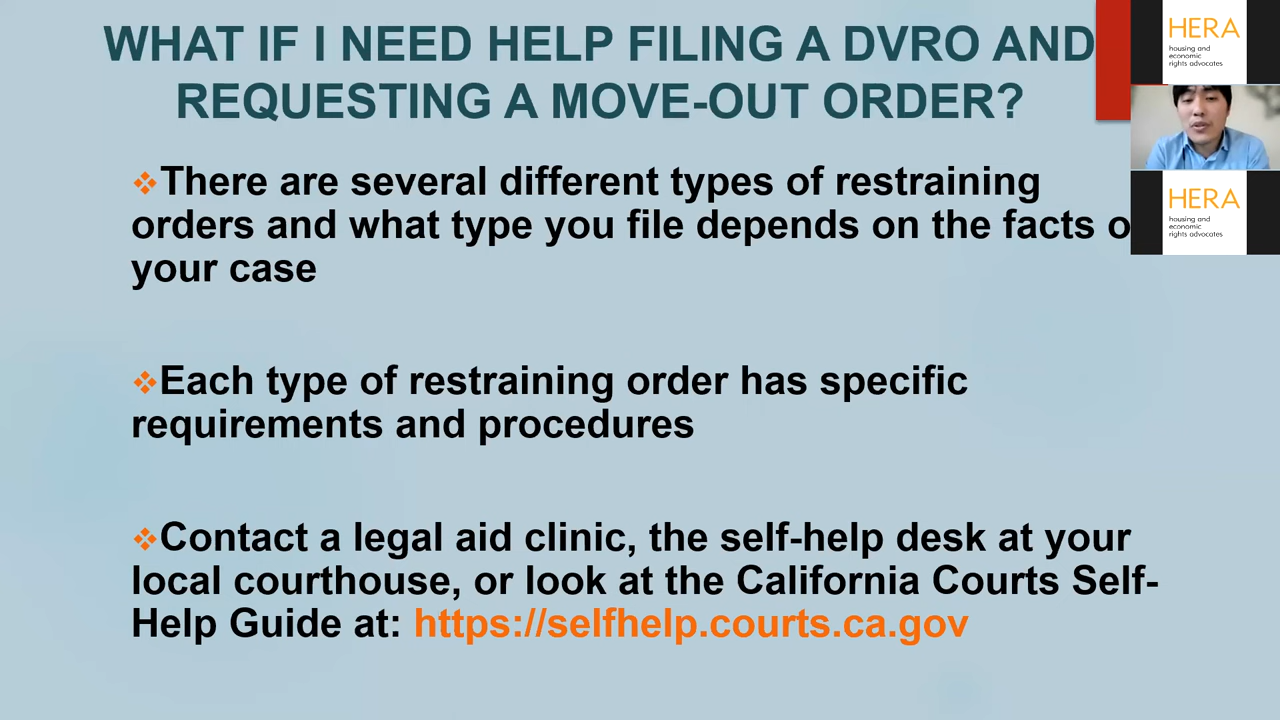 WHAT IF I NEED HELP FILING A DVRO AND
REQUESTING A MOVE-OUT ORDER?
There are several different types of restraining
orders and what type you file depends on the facts
your case
Each type of restraining order has specific
requirements and procedures
Contact a legal aid clinic, the self-help desk at your
local courthouse, or look at the California Courts Self-
Help Guide at: https://selfhelp.courts.ca.gov
HERA
housing and
economic
rights advocates
HERA
housing and
economic
rights advocates